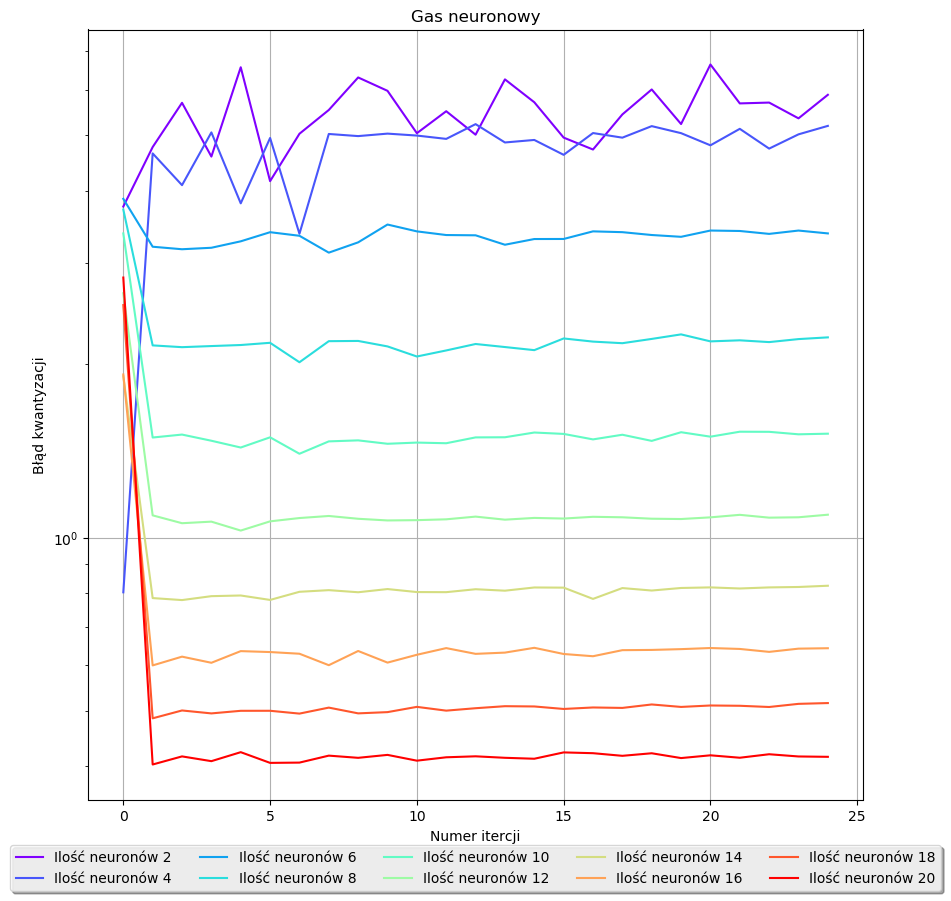 Gas neuronowy
Błąd kwantyzacji
10⁰
0 5 10 15 20 25
Numer itercji
Ilość neuronów 2 Ilość neuronów 6 Ilość neuronów 10 Ilość neuronów 14 Ilość neuronów 18
Ilość neuronów 4 Ilość neuronów 8 Ilość neuronów 12 Ilość neuronów 16 Ilość neuronów 20